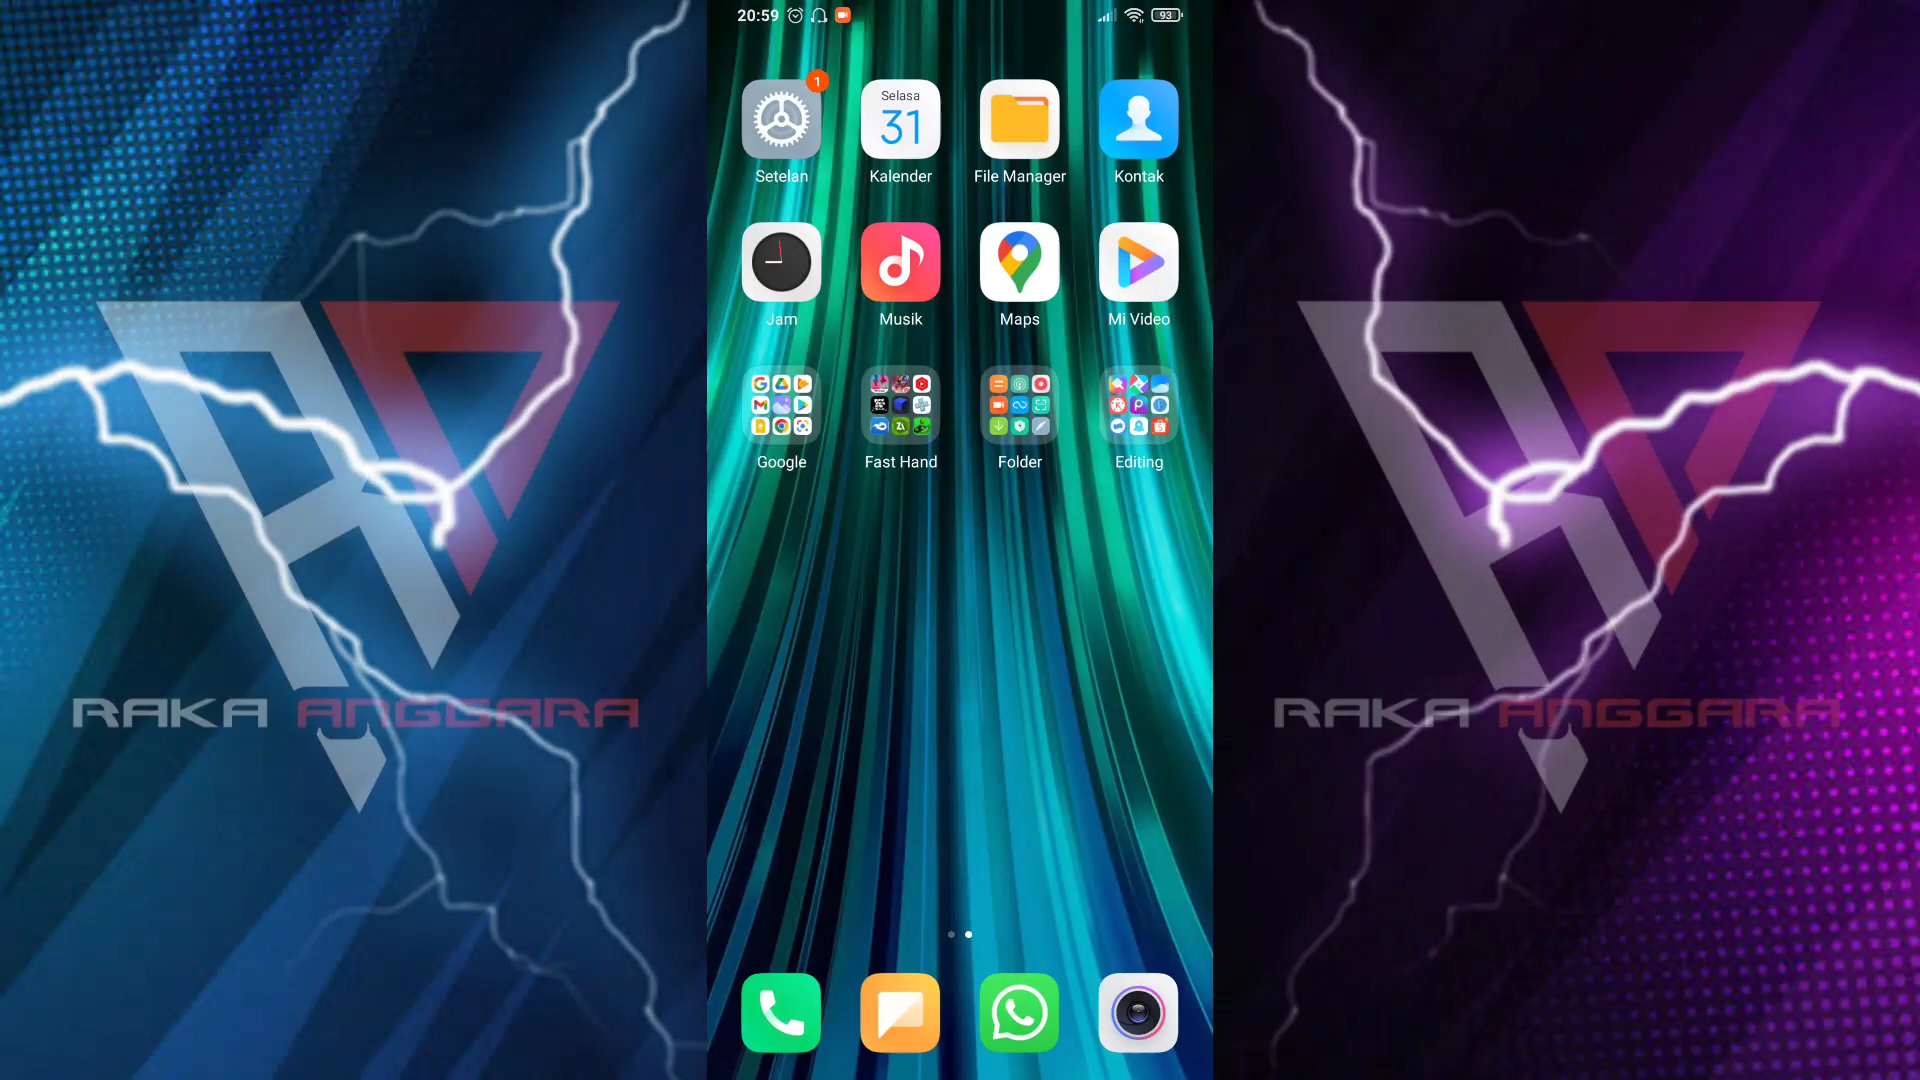 20:59
93
1
Selasa
31
Setelan
Kalender
File Manager
Kontak
Jam
Musik
Maps
Mi Video
Google
Fast Hand
Folder
Editing
RAKA ANGGARA
RAKA ANGGARA